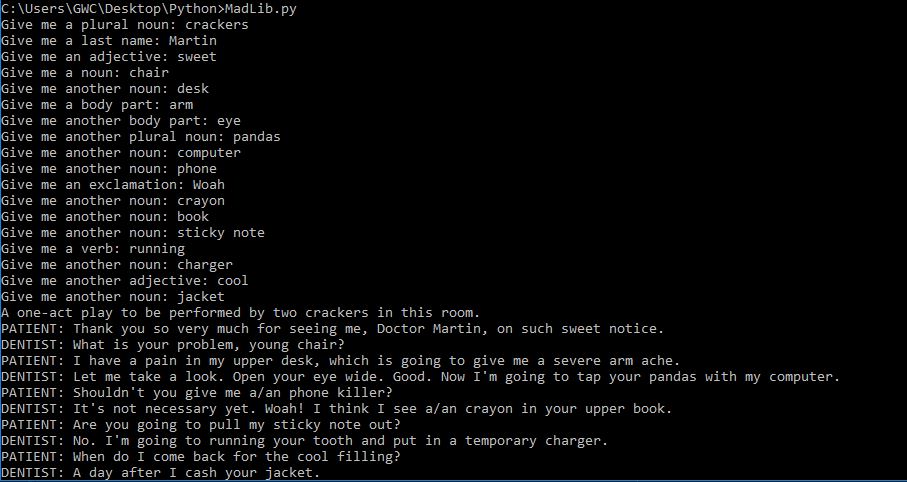 C:\Users\GWC\Desktop\Python>MadLib.py
Give me a plural noun: crackers
Give me a last name: Martin
Give me an adjective: sweet
Give me a noun: chair
Give me another noun: desk
Give me a body part: arm
Give me another body part: eye
Give me another plural noun: pandas
Give me another noun: computer
Give me another noun: phone
Give me an exclamation: Woah
Give me another noun: crayon
Give me another noun: book
Give me another noun: sticky note
Give me a verb: running
Give me another noun: charger
Give me another adjective: cool
Give me another noun: jacket
A one-act play to be performed by two crackers in this room.
PATIENT: Thank you so very much for seeing me, Doctor Martin, on such sweet notice.
DENTIST: What is your problem, young chair?
PATIENT: I have a pain in my upper desk, which is going to give me a severe arm ache.
DENTIST: Let me take a look. Open your eye wide. Good. Now I'm going to tap your pandas with my computer.
PATIENT: Shouldn't you give me a/an phone killer?
DENTIST: It's not necessary yet. Woah! I think I see a/an crayon in your upper book.
PATIENT: Are you going to pull my sticky note out?
DENTIST: No. I'm going to running your tooth and put in a temporary charger.
PATIENT: When do I come back for the cool filling?
DENTIST: A day after I cash your jacket.